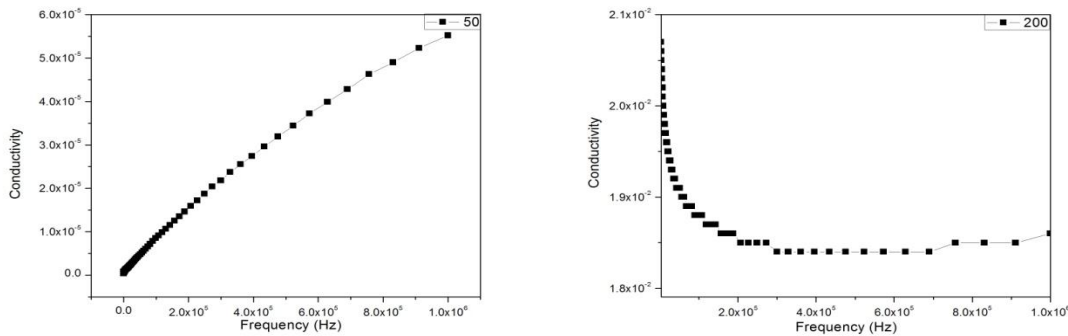 6.0x10⁻⁵
5.0x10⁻⁵
4.0x10⁻⁵
3.0x10⁻⁵
2.0x10⁻⁵
1.0x10⁻⁵
0.0
Conductivity
50
0.0 2.0x10⁵ 4.0x10⁵ 6.0x10⁵ 8.0x10⁵ 1.0x10⁶
Frequency (Hz)
2.1x10⁻²
2.0x10⁻²
1.9x10⁻²
1.8x10⁻²
Conductivity
200
2.0x10⁵ 4.0x10⁵ 6.0x10⁵ 8.0x10⁵ 1.0x10⁶
Frequency (Hz)